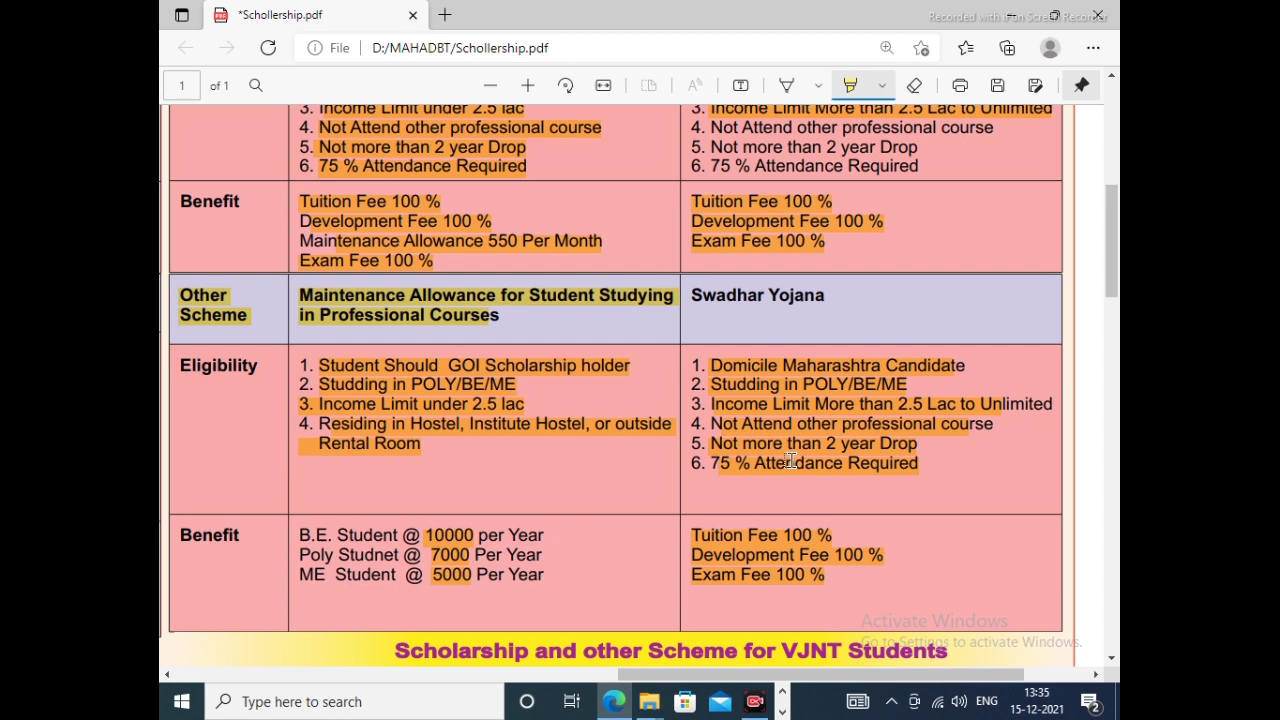 *Schollership.pdf
Recorded with iFun Screen Recorder
File D:/MAHADBT/Schollership.pdf
1 of 1
3. Income Limit under 2.5 lac
4. Not Attend other professional course
5. Not more than 2 year Drop
6. 75 % Attendance Required
3. Income Limit More than 2.5 Lac to Unlimited
4. Not Attend other professional course
5. Not more than 2 year Drop
6. 75 % Attendance Required
Benefit
Tuition Fee 100 %
Development Fee 100 %
Maintenance Allowance 550 Per Month
Exam Fee 100 %
Tuition Fee 100 %
Development Fee 100 %
Exam Fee 100 %
Other
Scheme
Maintenance Allowance for Student Studying
in Professional Courses
Swadhar Yojana
Eligibility
1. Student Should GOI Scholarship holder
2. Studding in POLY/BE/ME
3. Income Limit under 2.5 lac
4. Residing in Hostel, Institute Hostel, or outside
Rental Room
1. Domicile Maharashtra Candidate
2. Studding in POLY/BE/ME
3. Income Limit More than 2.5 Lac to Unlimited
4. Not Attend other professional course
5. Not more than 2 year Drop
6. 75 % Attendance Required
Benefit
B.E. Student @ 10000 per Year
Poly Studnet @ 7000 Per Year
ME Student @ 5000 Per Year
Tuition Fee 100 %
Development Fee 100 %
Exam Fee 100 %
Activate Windows
Go to Settings to activate Windows.
Scholarship and other Scheme for VJNT Students
Type here to search
ENG
13:35
15-12-2021
2